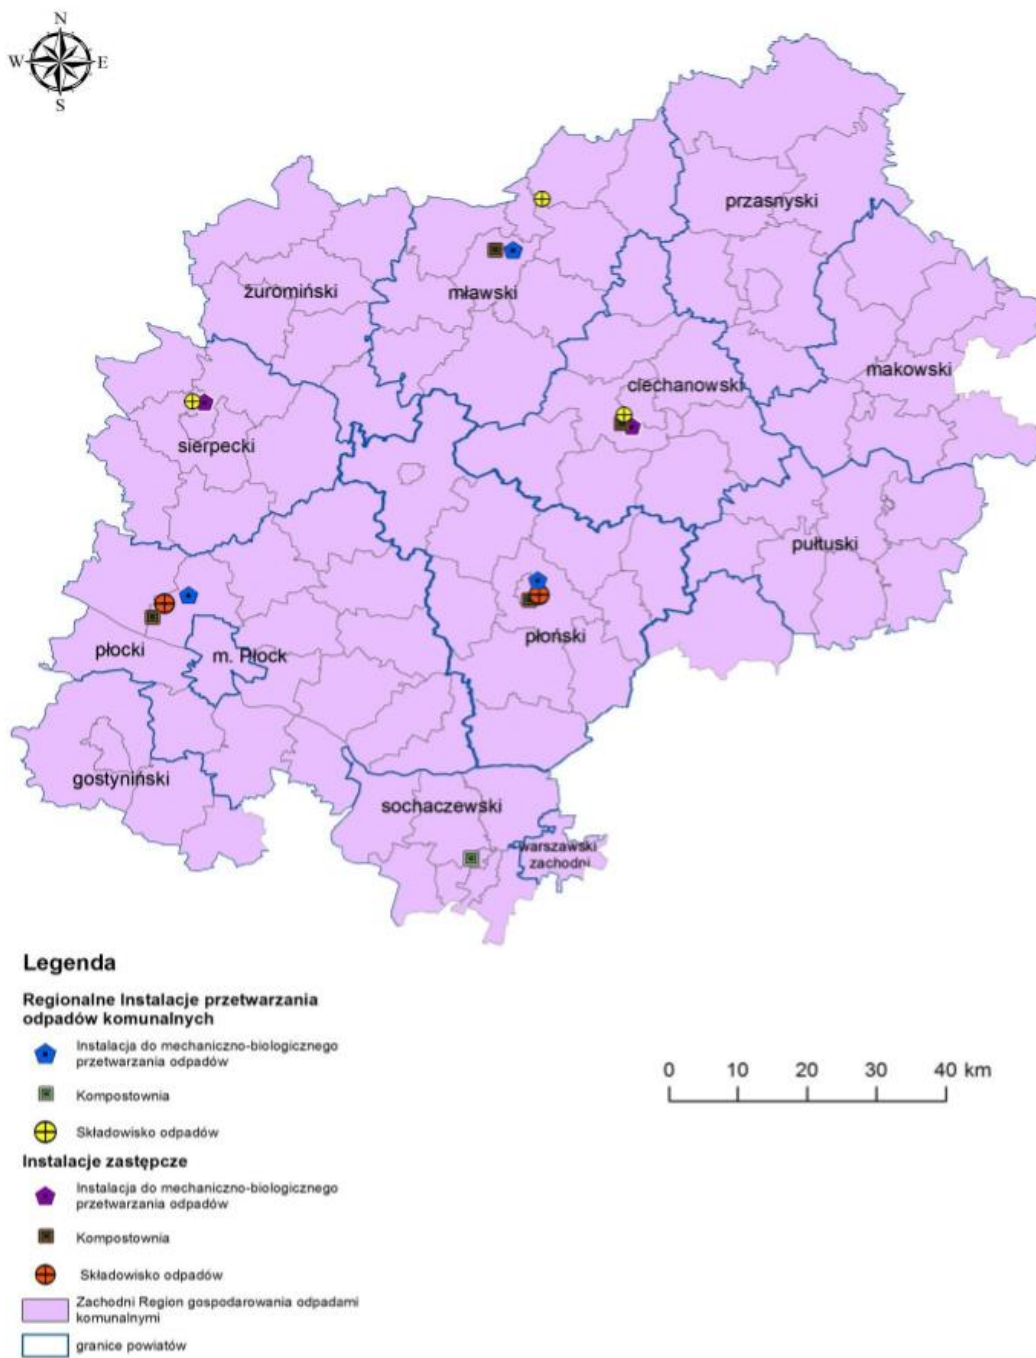 N
W E
S
przasnyski
żuromiński
mławski
makowski
ciechanowski
sierpecki
pułtuski
płoński
płocki
m. Płock
gostyniński
sochaczewski
warszawski
zachodni
Legenda
Regionalne Instalacje przetwarzania
odpadów komunalnych
Instalacja do mechaniczno-biologicznego
przetwarzania odpadów
Kompostownia
Składowisko odpadów
Instalacje zastępcze
Instalacja do mechaniczno-biologicznego
przetwarzania odpadów
Kompostownia
Składowisko odpadów
Zachodni Region gospodarowania odpadami
komunalnymi
granice powiatów
0 10 20 30 40 km